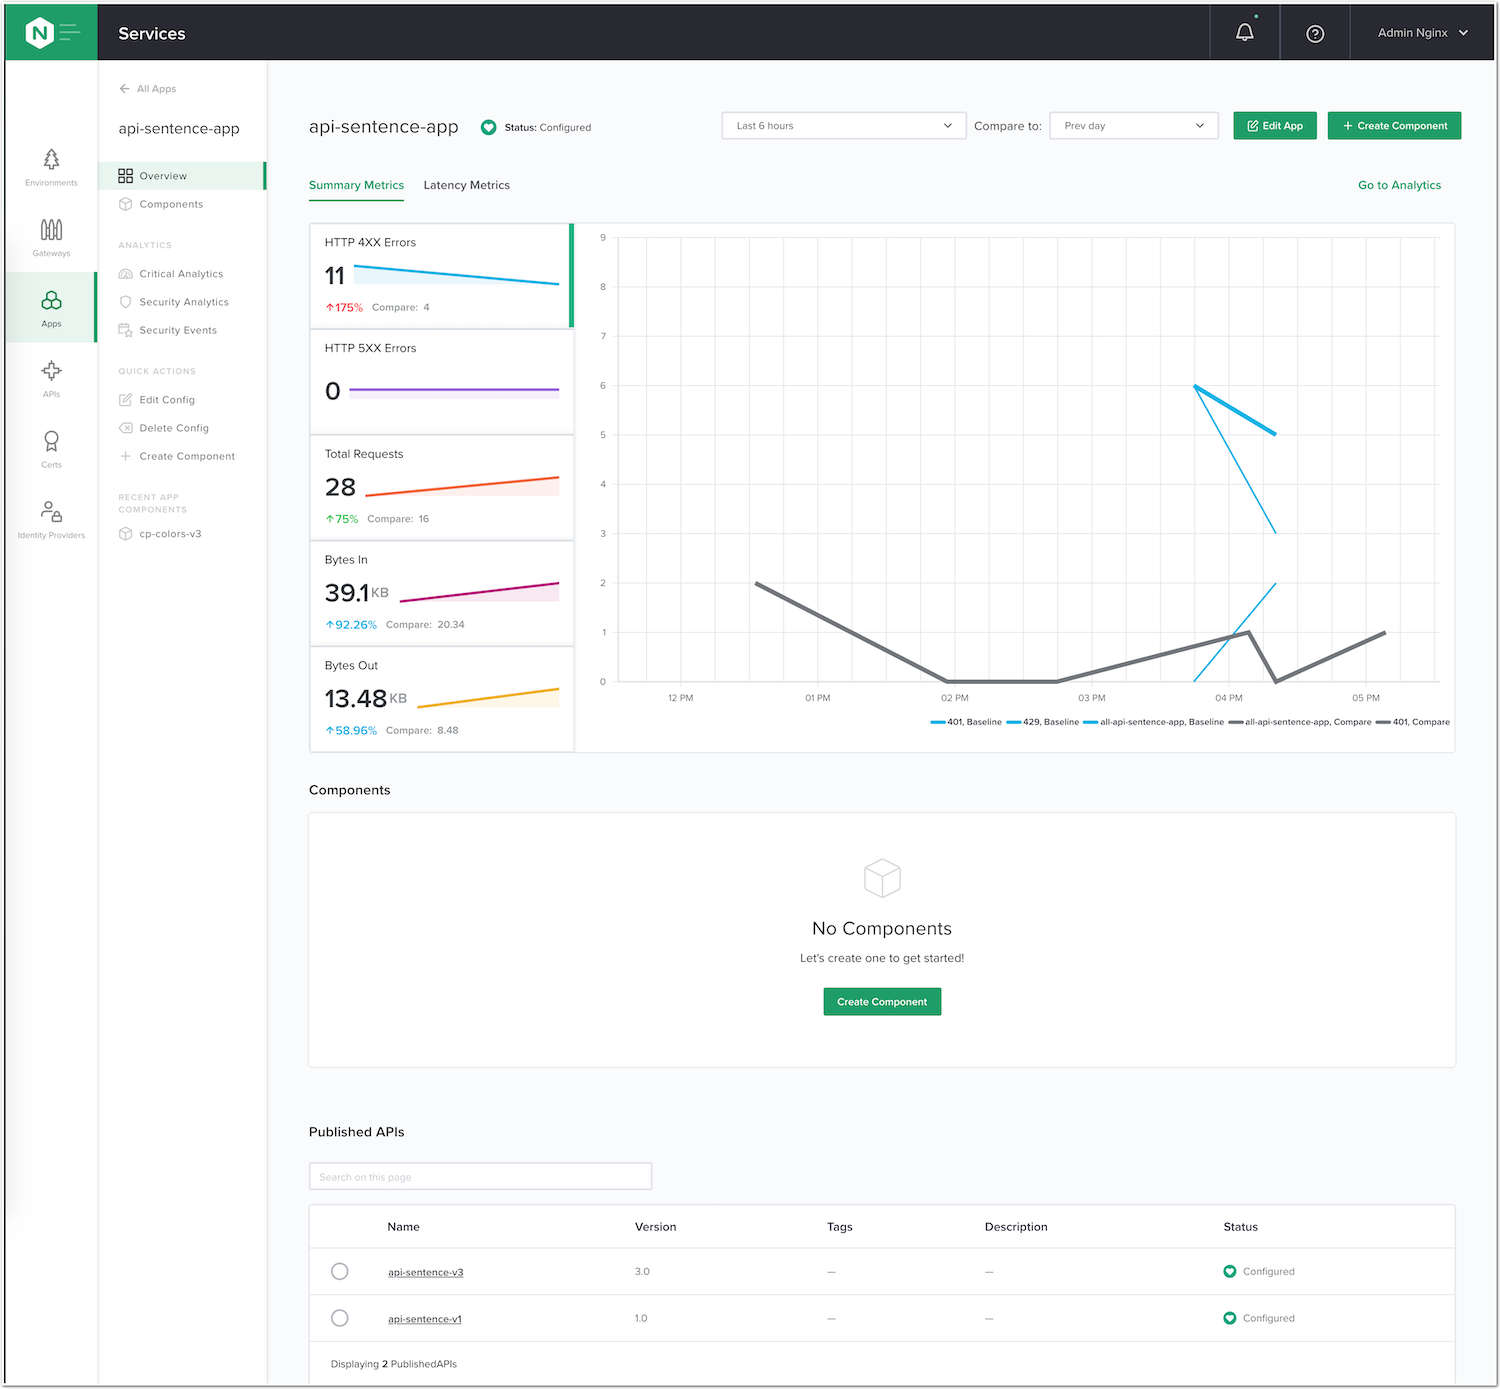 N
Services
Admin Nginx
All Apps
api-sentence-app
Environments
Gateways
Apps
APIs
Certs
Identity Providers
Overview
Components
ANALYTICS
Critical Analytics
Security Analytics
Security Events
QUICK ACTIONS
Edit Config
Delete Config
Create Component
RECENT APP
COMPONENTS
cp-colors-v3
api-sentence-app
Status: Configured
Last 6 hours
Compare to:
Prev day
Edit App
+ Create Component
Summary Metrics
Latency Metrics
Go to Analytics
HTTP 4XX Errors
11
↑175% Compare: 4
HTTP 5XX Errors
0
Total Requests
28
↑75% Compare: 16
Bytes In
39.1 KB
↑92.26% Compare: 20.34
Bytes Out
13.48 KB
↑58.96% Compare: 8.48
9
8
7
6
5
4
3
2
1
0
12 PM 01 PM 02 PM 03 PM 04 PM 05 PM
401, Baseline 429, Baseline all-api-sentence-app, Baseline all-api-sentence-app, Compare 401, Compare
Components
No Components
Let's create one to get started!
Create Component
Published APIs
Search on this page
Name Version Tags Description Status
api-sentence-v3 3.0 — — Configured
api-sentence-v1 1.0 — — Configured
Displaying 2 PublishedAPIs